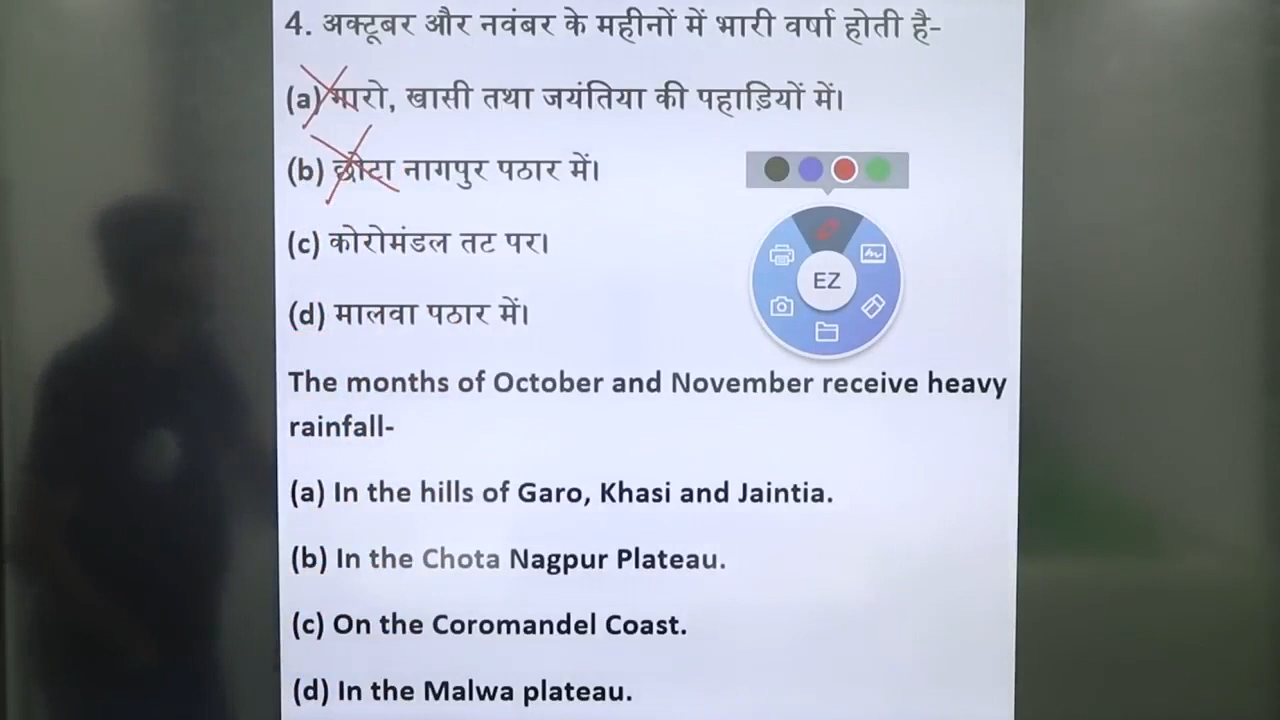 4. अक्टूबर और नवंबर के महीनों में भारी वर्षा होती है-
(a) गारो, खासी तथा जयंतिया की पहाड़ियों में।
(b) छोटा नागपुर पठार में।
(c) कोरोमंडल तट पर।
EZ
(d) मालवा पठार में।
The months of October and November receive heavy
rainfall-
(a) In the hills of Garo, Khasi and Jaintia.
(b) In the Chota Nagpur Plateau.
(c) On the Coromandel Coast.
(d) In the Malwa plateau.